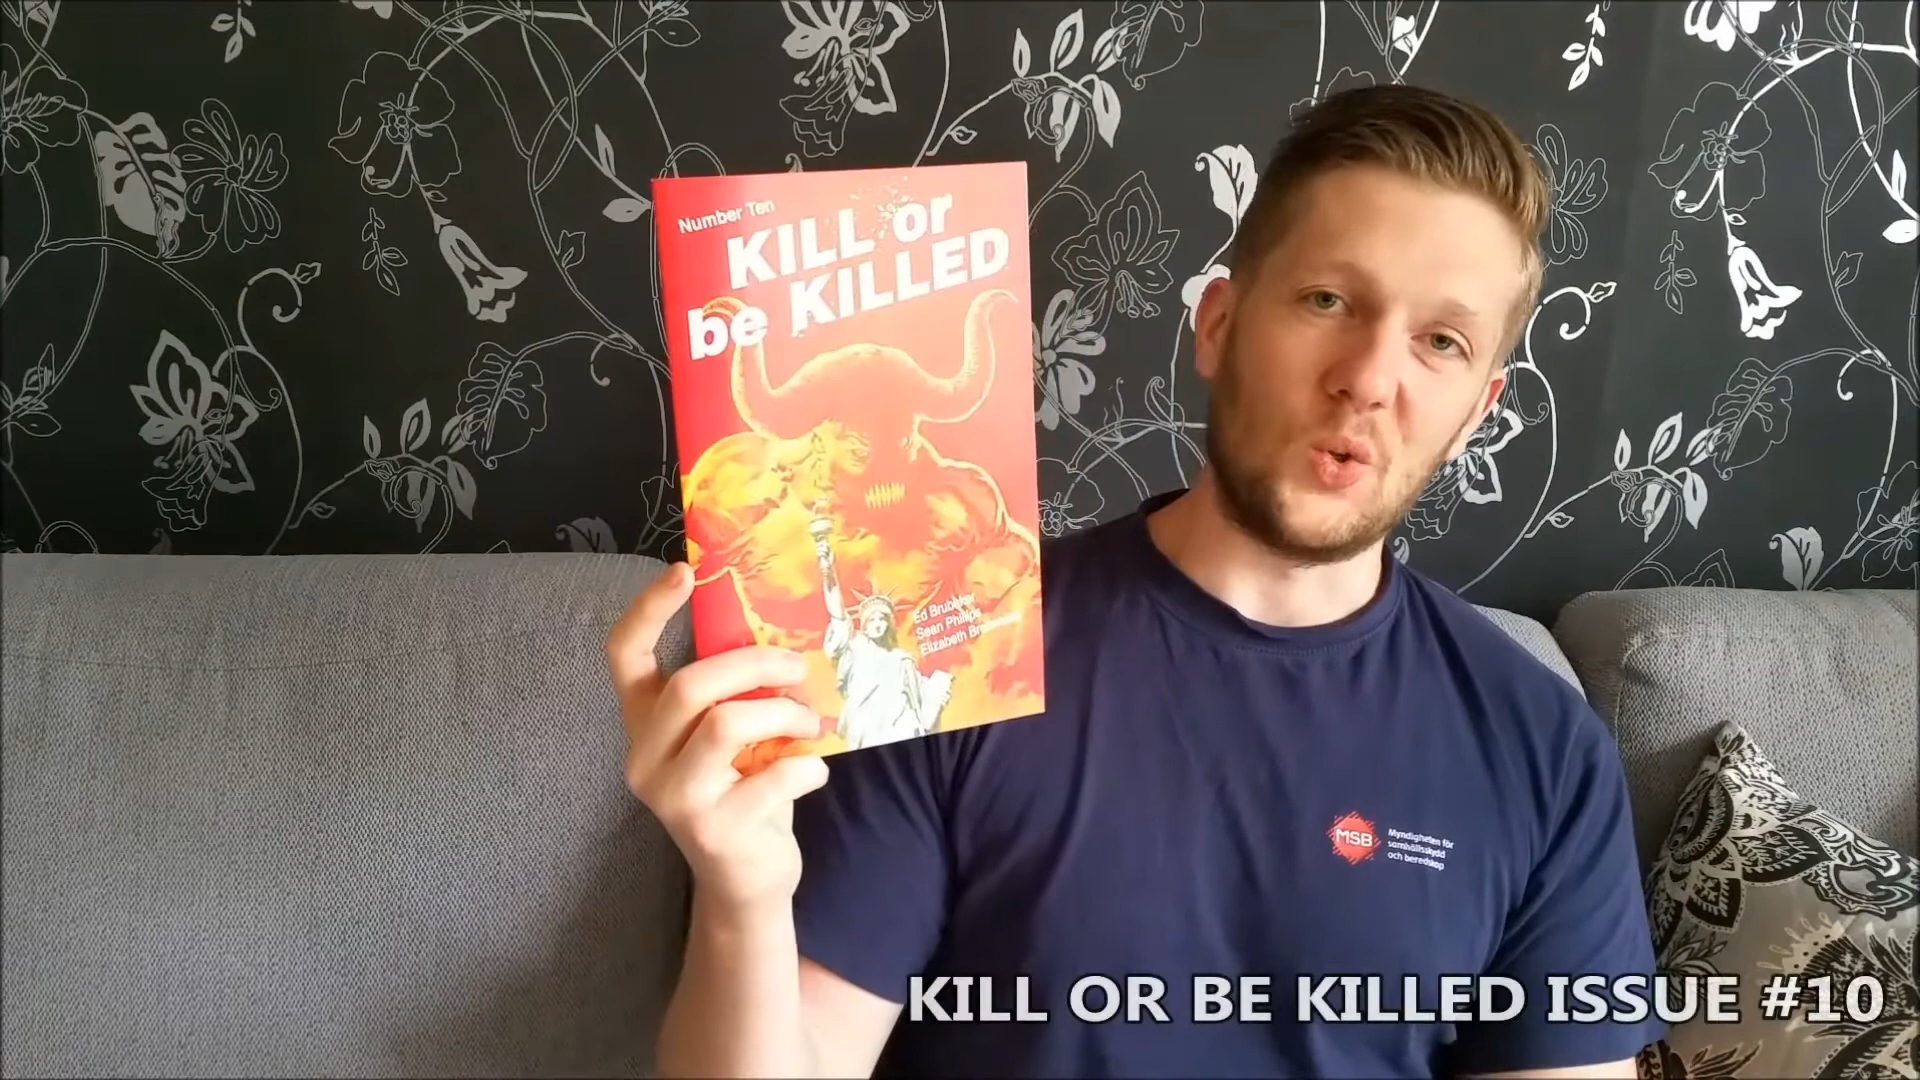 Number Ten
KILL or
be KILLED
Ed Brubaker
Sean Phillips
Elizabeth
MSB
Myndigheten för
samhällsskydd
och beredskap
KILL OR BE KILLED ISSUE #10